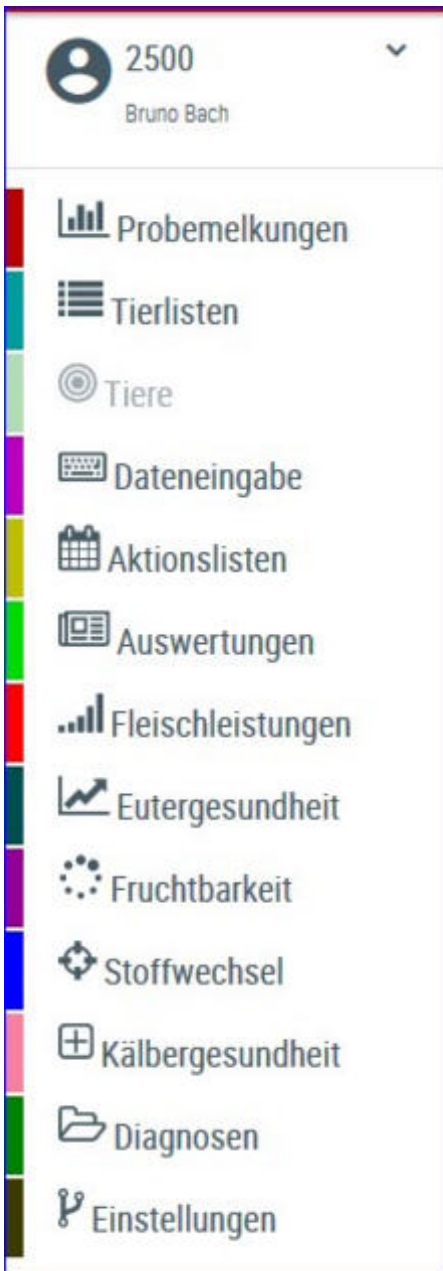 2500
Bruno Bach
Probemelkungen
Tierlisten
Tiere
Dateneingabe
Aktionslisten
Auswertungen
Fleischleistungen
Eutergesundheit
Fruchtbarkeit
Stoffwechsel
Kälbergesundheit
Diagnosen
Einstellungen